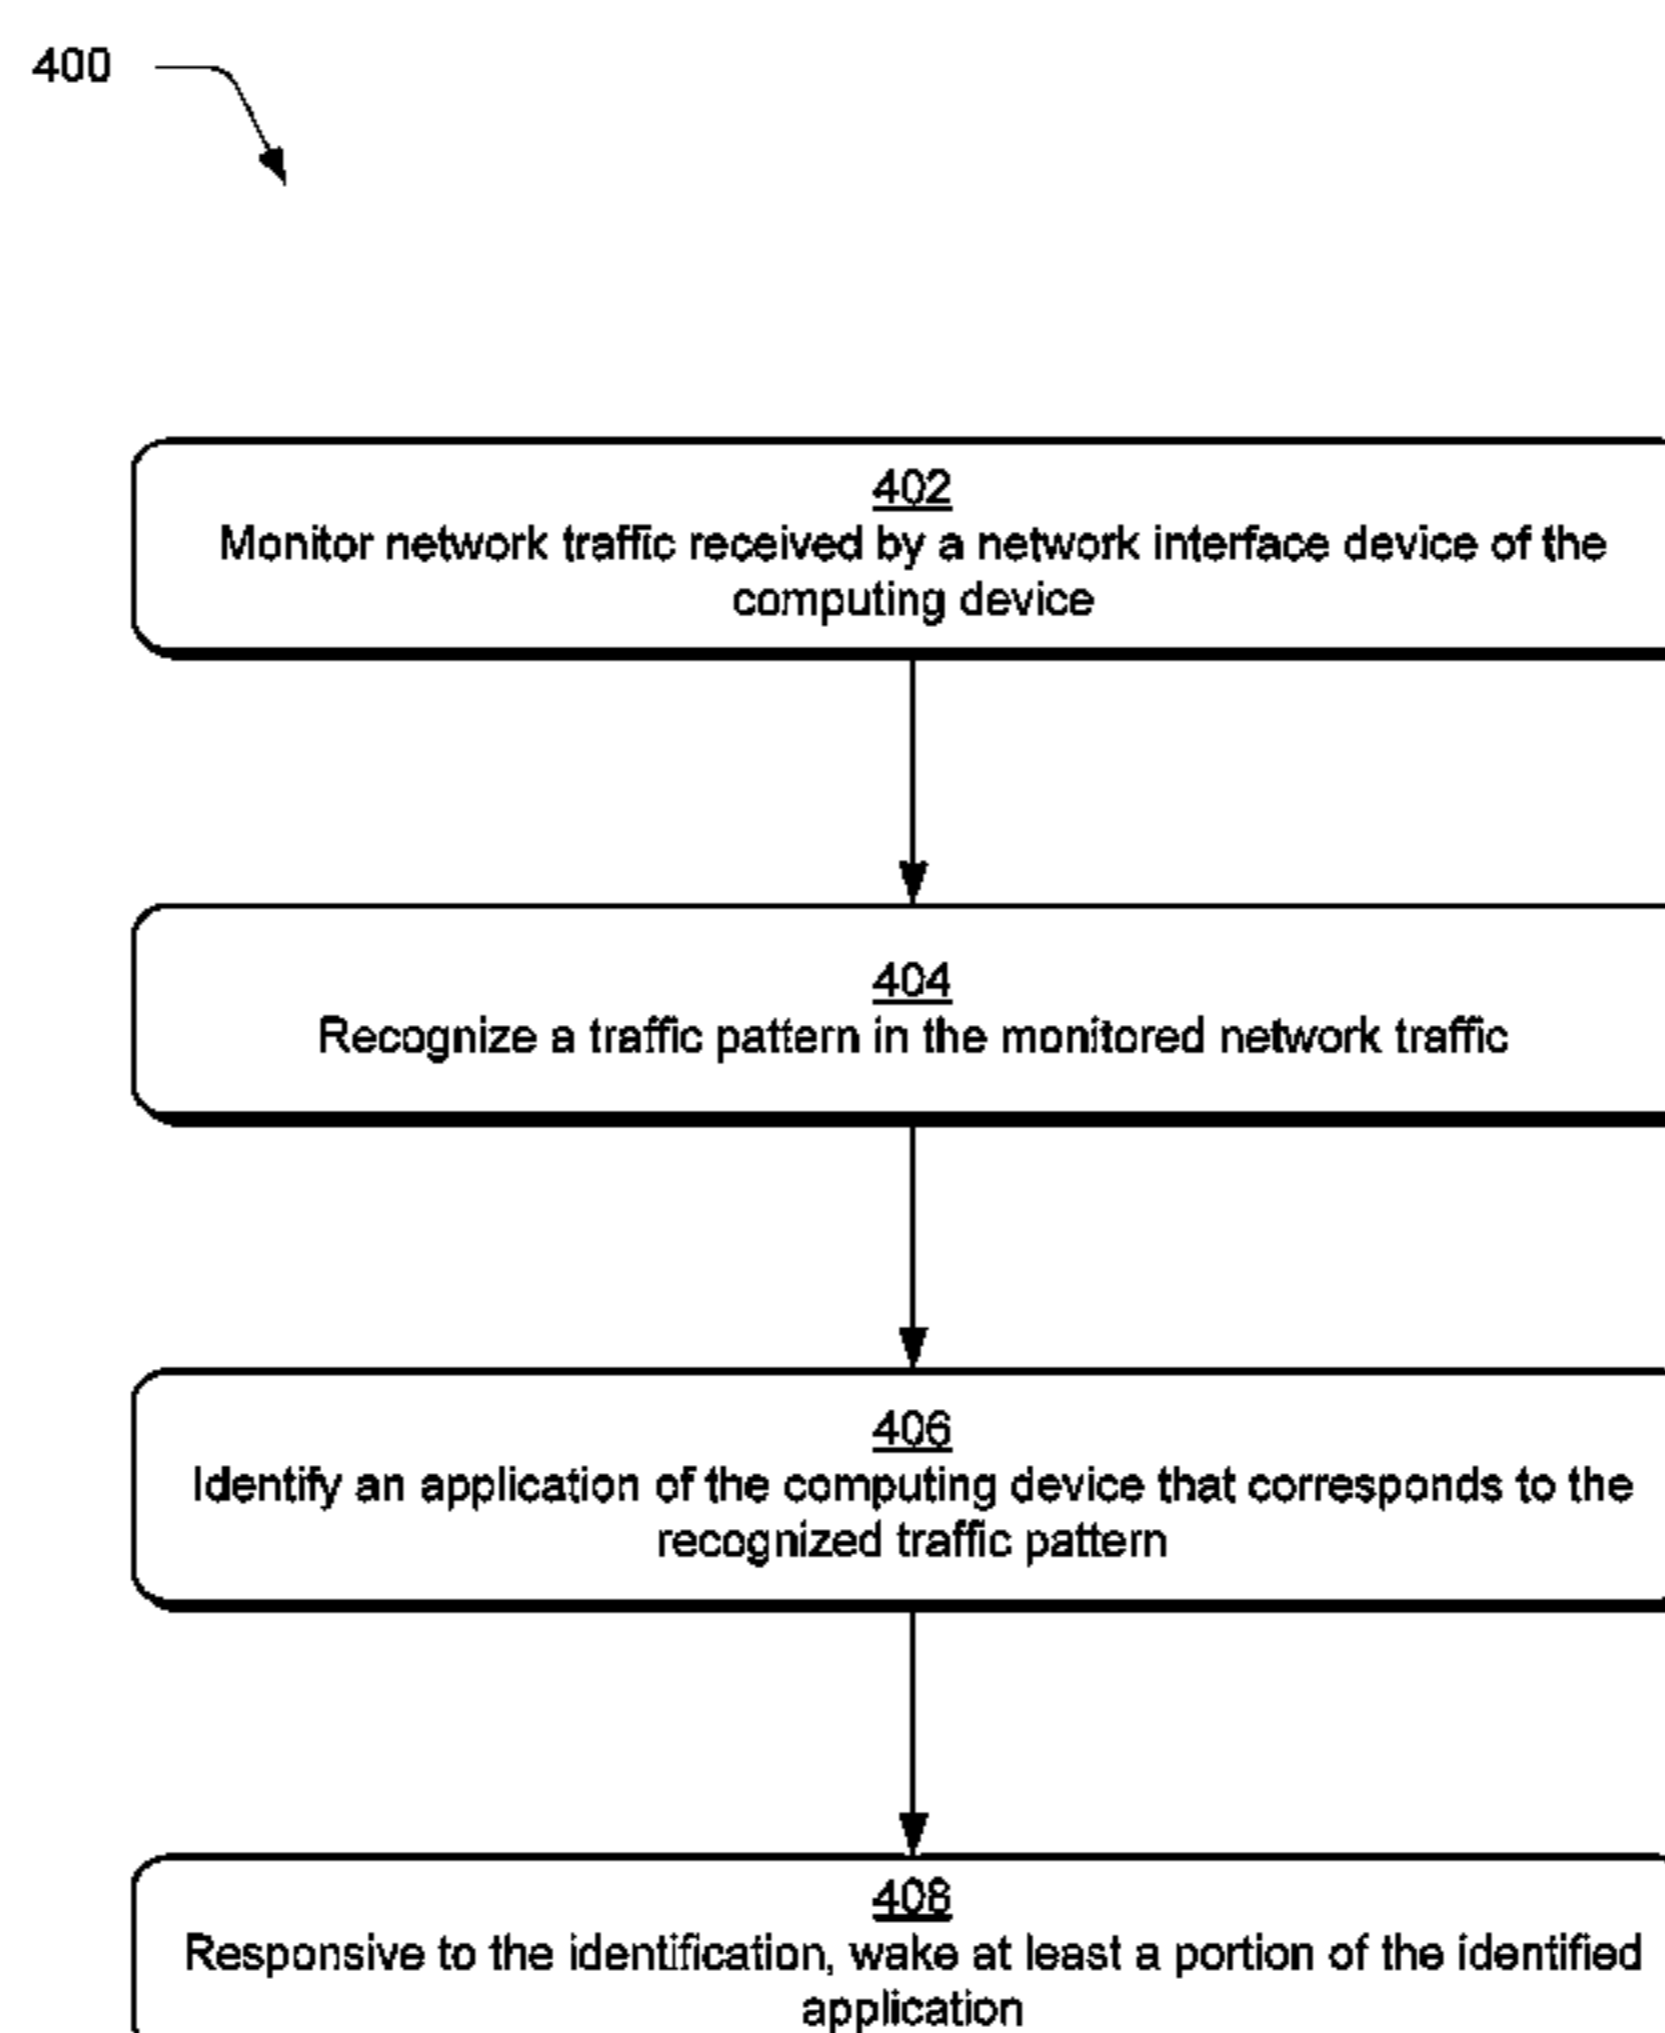 400
402
Monitor network traffic received by a network interface device of the
computing device
404
Recognize a traffic pattern in the monitored network traffic
406
Identify an application of the computing device that corresponds to the
recognized traffic pattern
408
Responsive to the identification, wake at least a portion of the identified
application